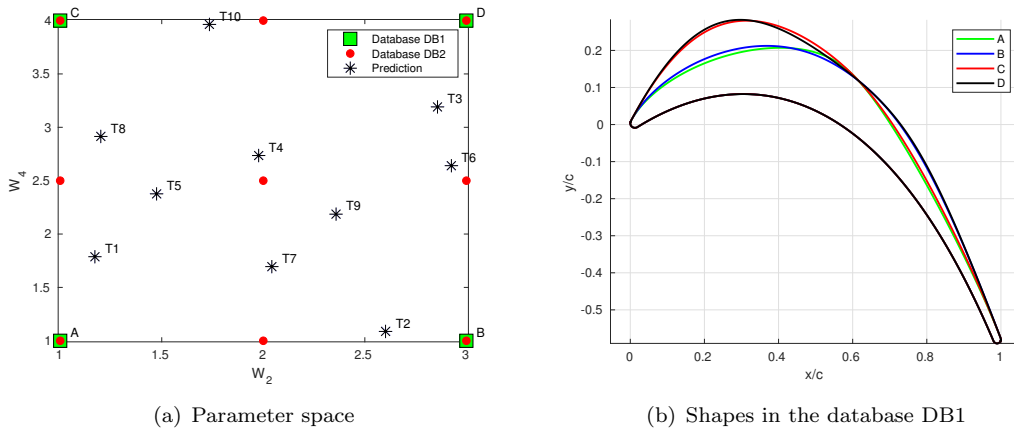 C
T10
D
Database DB1
Database DB2
Prediction
T3
T8
T4
T6
T5
T9
T1
T7
T2
A
B
4
3.5
3
2.5
2
1.5
1
W4
1
1.5
2
2.5
3
W2
(a) Parameter space
A
B
C
D
0.2
0.1
0
-0.1
-0.2
-0.3
-0.4
-0.5
y/c
0
0.2
0.4
0.6
0.8
1
x/c
(b) Shapes in the database DB1